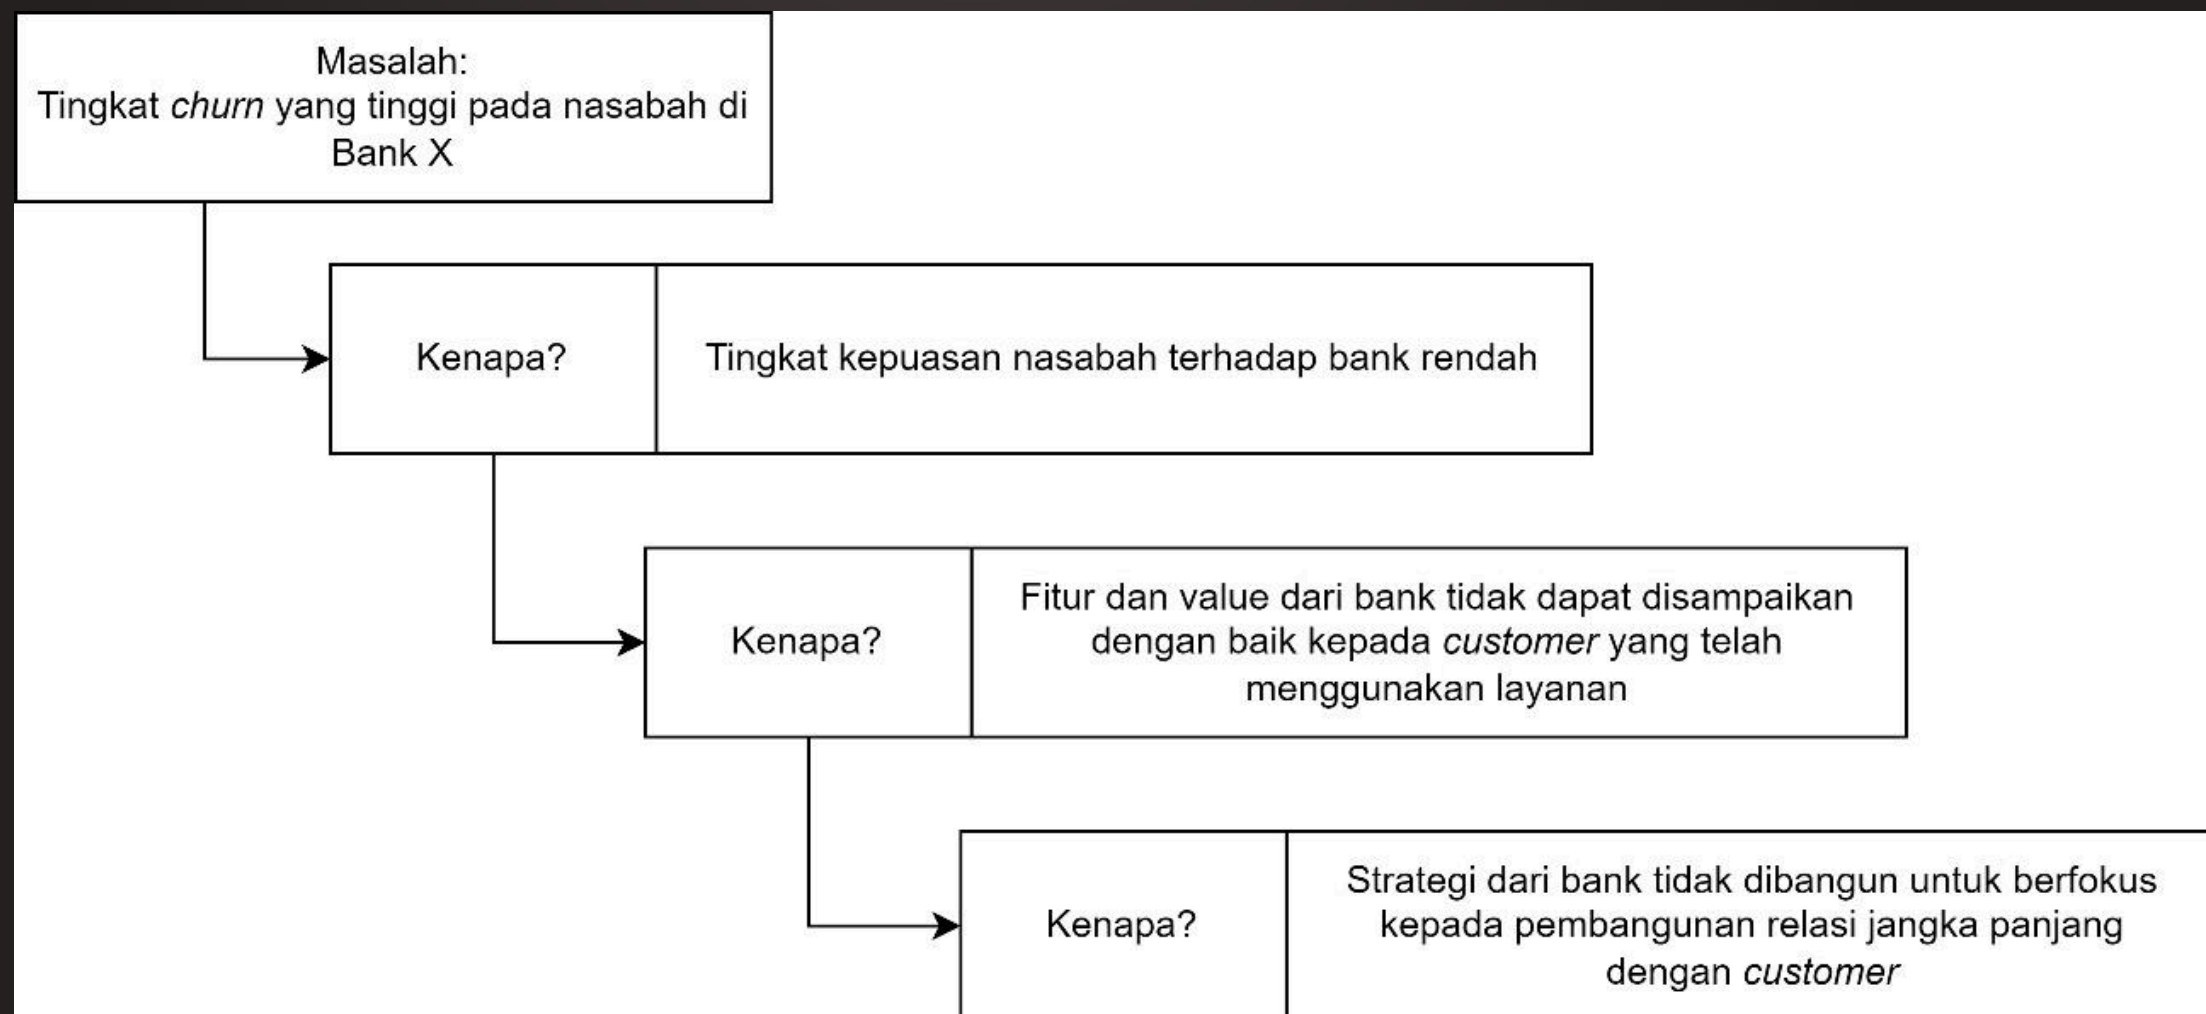 Masalah:
Tingkat churn yang tinggi pada nasabah di
Bank X
Kenapa?
Tingkat kepuasan nasabah terhadap bank rendah
Kenapa?
Fitur dan value dari bank tidak dapat disampaikan
dengan baik kepada customer yang telah
menggunakan layanan
Kenapa?
Strategi dari bank tidak dibangun untuk berfokus
kepada pembangunan relasi jangka panjang
dengan customer